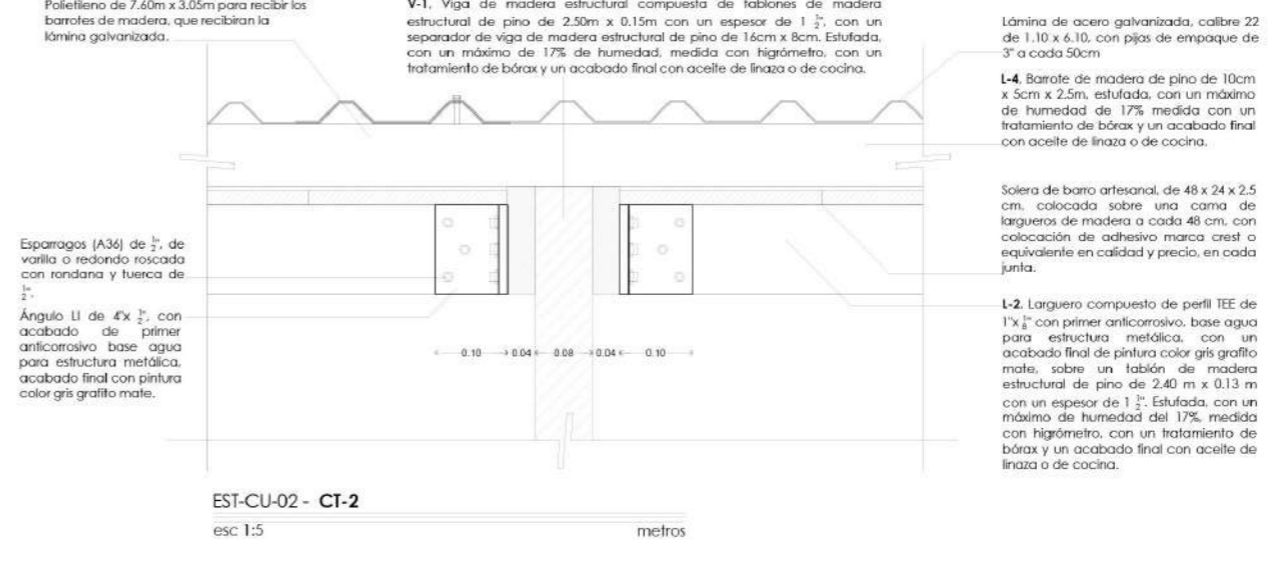 Polietileno de 7.60m x 3.05m para recibir los
barrotes de madera, que recibiran la
lámina galvanizada.
V-1. Viga de madera estructural compuesta de tablones de madera
estructural de pino de 2.50m x 0.15m con un espesor de 1 1/2", con un
separador de viga de madera estructural de pino de 16cm x 8cm. Estufada,
con un máximo de 17% de humedad, medida con higrómetro, con un
tratamiento de bórax y un acabado final con aceite de linaza o de cocina.
Lámina de acero galvanizada, calibre 22
de 1.10 x 6.10, con pijas de empaque de
3" a cada 50cm
L-4. Barrote de madera de pino de 10cm
x 5cm x 2.5m, estufada, con un máximo
de humedad de 17% medida con un
tratamiento de bórax y un acabado final
con aceite de linaza o de cocina.
Solera de barro artesanal, de 48 x 24 x 2.5
cm, colocada sobre una cama de
largueros de madera a cada 48 cm, con
colocación de adhesivo marca crest o
equivalente en calidad y precio, en cada
junta.
L-2. Larguero compuesto de perfil TEE de
1"x 1/8" con primer anticorrosivo, base agua
para estructura metálica, con un
acabado final de pintura color gris grafito
mate, sobre un tablón de madera
estructural de pino de 2.40 m x 0.13 m
con un espesor de 1 1/2". Estufada, con un
máximo de humedad del 17%, medida
con higrómetro, con un tratamiento de
bórax y un acabado final con aceite de
linaza o de cocina.
Esparragos (A36) de 1/2", de
varilla o redondo roscada
con rondana y tuerca de
1/2".
Ángulo LI de 4"x 1/2", con
acabado de primer
anticorrosivo base agua
para estructura metálica,
acabado final con pintura
color gris grafito mate.
0.10 0.04 0.08 0.04 0.10
EST-CU-02 - CT-2
esc 1:5 metros